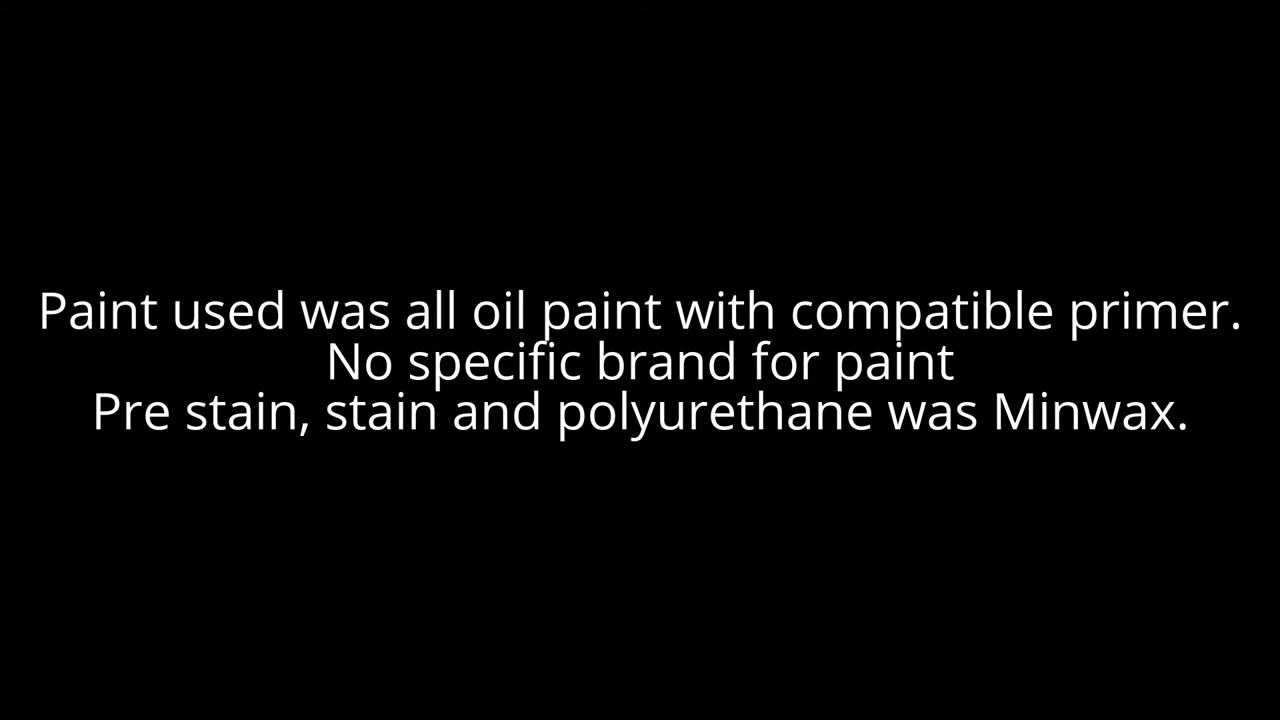 Paint used was all oil paint with compatible primer.
No specific brand for paint
Pre stain, stain and polyurethane was Minwax.